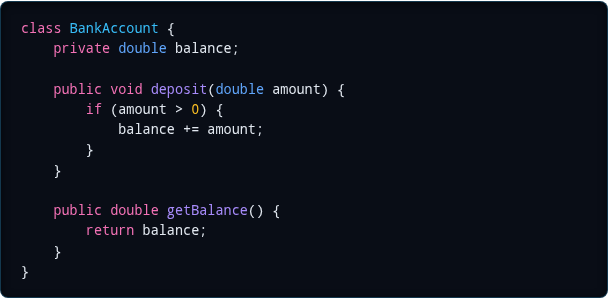 class BankAccount {
    private double balance;

    public void deposit(double amount) {
        if (amount > 0) {
            balance += amount;
        }
    }

    public double getBalance() {
        return balance;
    }
}